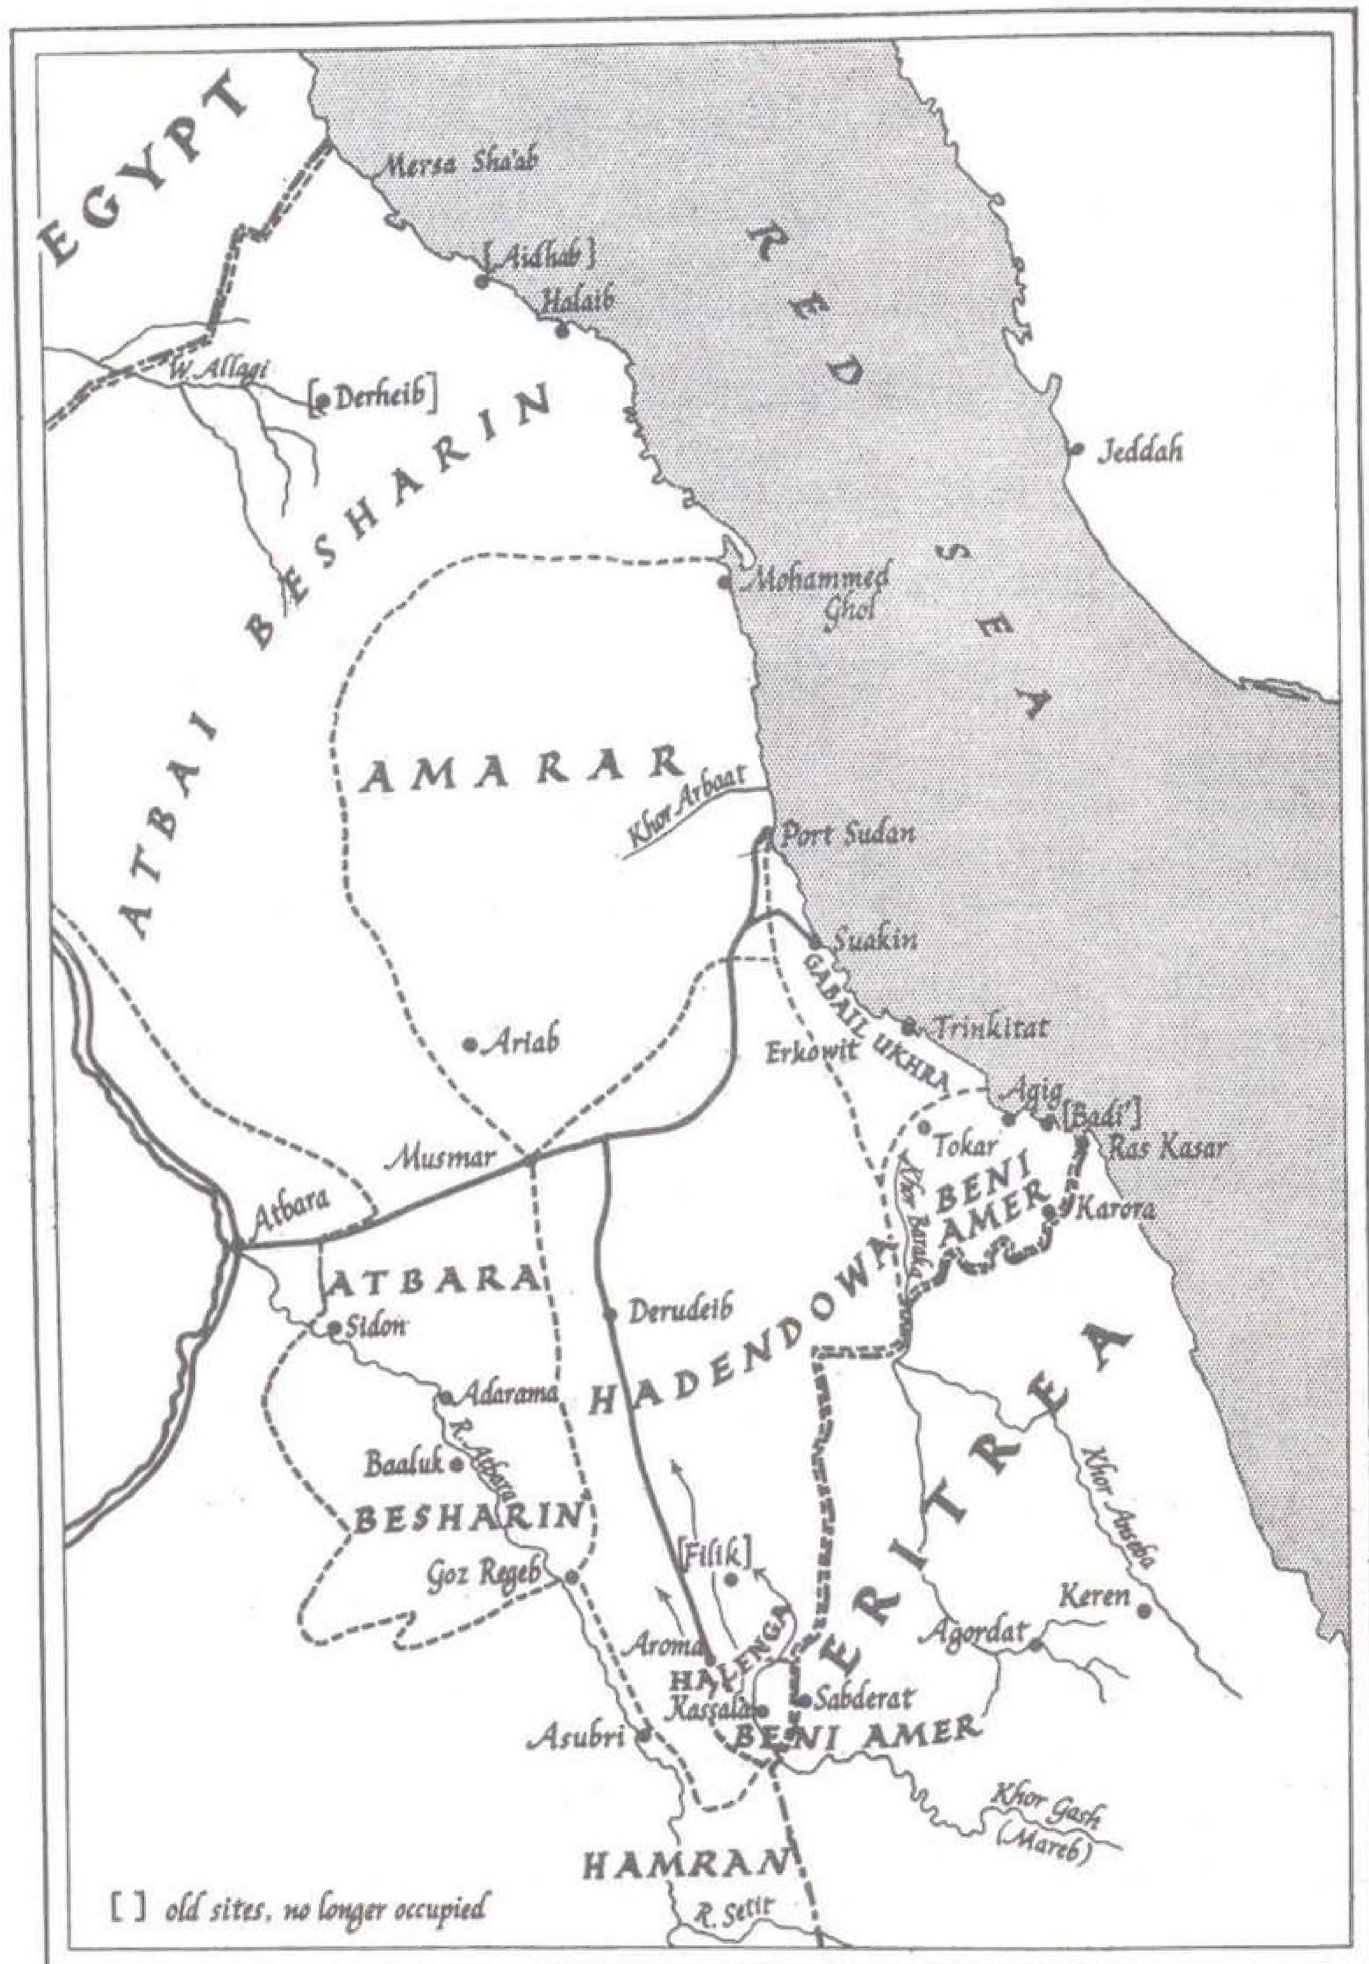 EGYPT
Mersa Sha'ab
[Aidhab]
Halaib
RED SEA
W. Allagi
[Derheib]
Jeddah
ATBAI BESHARIN
Mohammed
Ghol
AMARAR
Khor Arbaat
Port Sudan
Suakin
GABAIL UKHRA
Trinkitat
Ariab
Erkowit
Agig
[Badi']
Tokar
Ras Kasar
Musmar
BENI
AMER
Khor Baraka
Karora
Atbara
ATBARA
Sidon
Derudeib
HADENDOWA
ERITREA
Adarama
R. Atbara
Baaluk
Khor Anseba
BESHARIN
[Filik]
Goz Regeb
Keren
Agordat
Aroma
HALENGA
Kassala
Sabderat
Asubri
BENI AMER
Khor Gash
(Mareb)
HAMRAN
[ ] old sites, no longer occupied
R. Setit